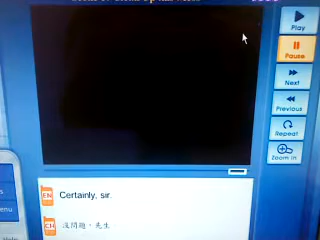 Play
Pause
Next
Previous
Repeat
Zoom in
EN Certainly, sir.
CH 沒問題，先生